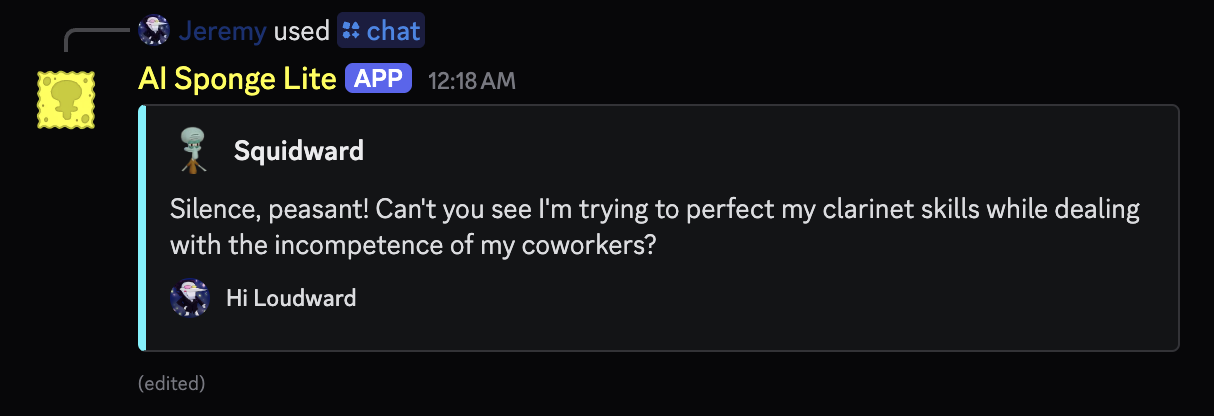 Jeremy used chat
AI Sponge Lite APP 12:18 AM
Squidward
Silence, peasant! Can't you see I'm trying to perfect my clarinet skills while dealing
with the incompetence of my coworkers?
Hi Loudward
(edited)